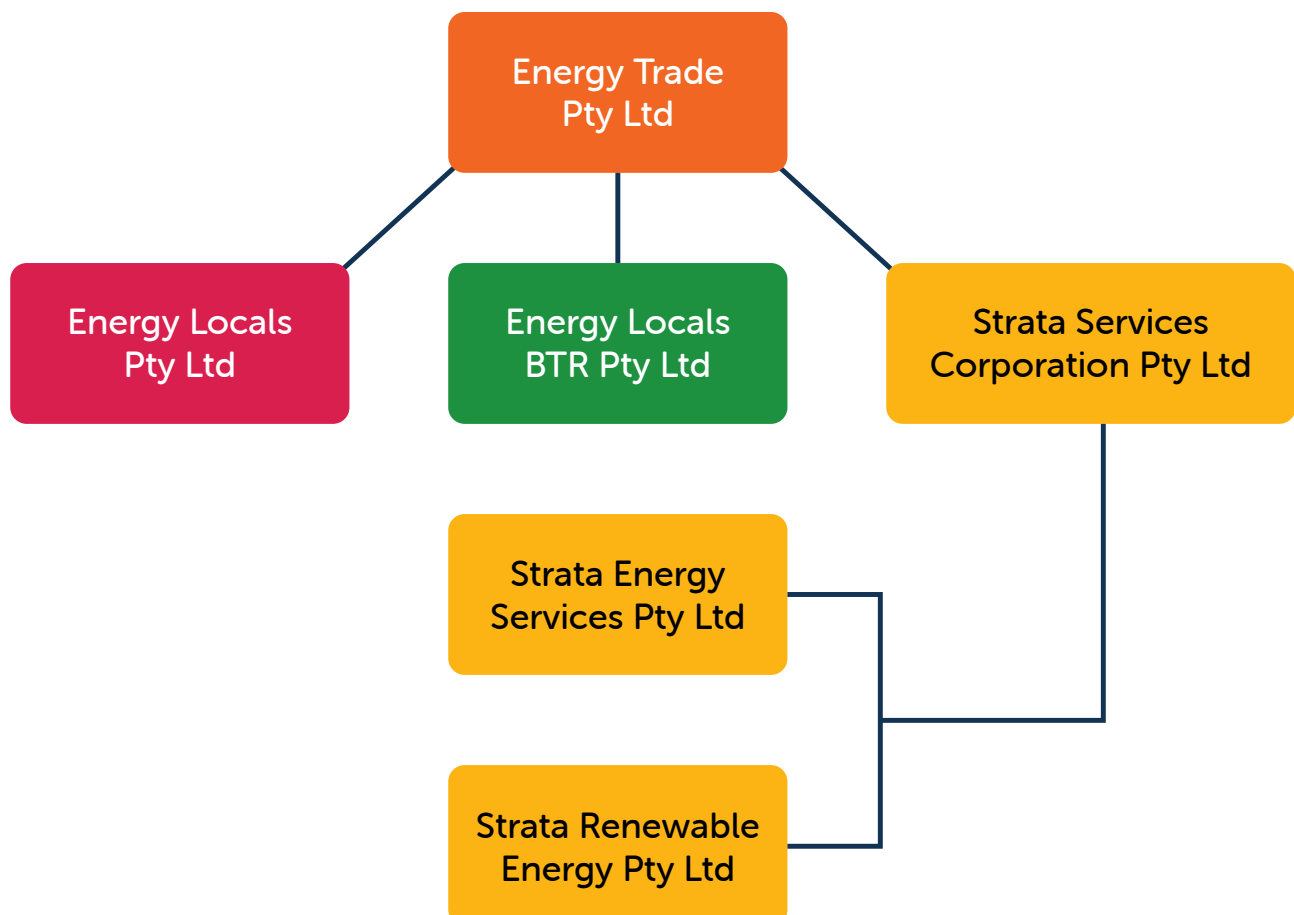 Energy Trade
Pty Ltd
Energy Locals
Pty Ltd
Energy Locals
BTR Pty Ltd
Strata Services
Corporation Pty Ltd
Strata Energy
Services Pty Ltd
Strata Renewable
Energy Pty Ltd